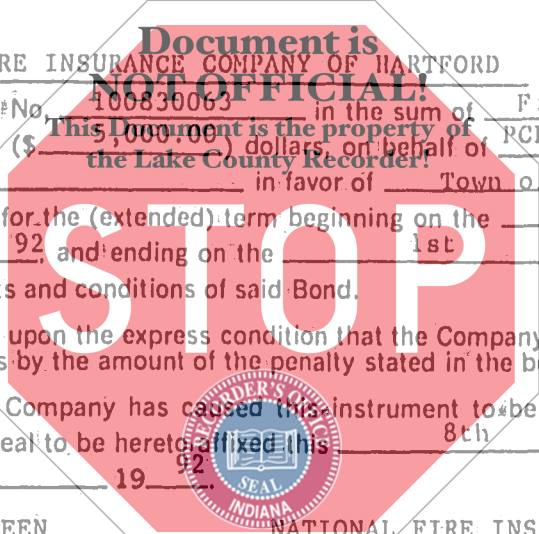 Document is
RE INSURANCE COMPANY OF HARTFORD
NOT OFFICIAL!
No. 100830063 in the sum of F
This Document is the property of
($ 5,000.00 ) dollars, on behalf of PCI
the Lake County Recorder!
in favor of Town o
for the (extended) term beginning on the
92, and ending on the 1st
STOP
s and conditions of said Bond.
upon the express condition that the Company
s by the amount of the penalty stated in the b
Company has caused this instrument to be
eal to be hereto affixed this 8th
19 92.
RECORDER'S OFFICE
SEAL
INDIANA
EEN NATIONAL FIRE INS